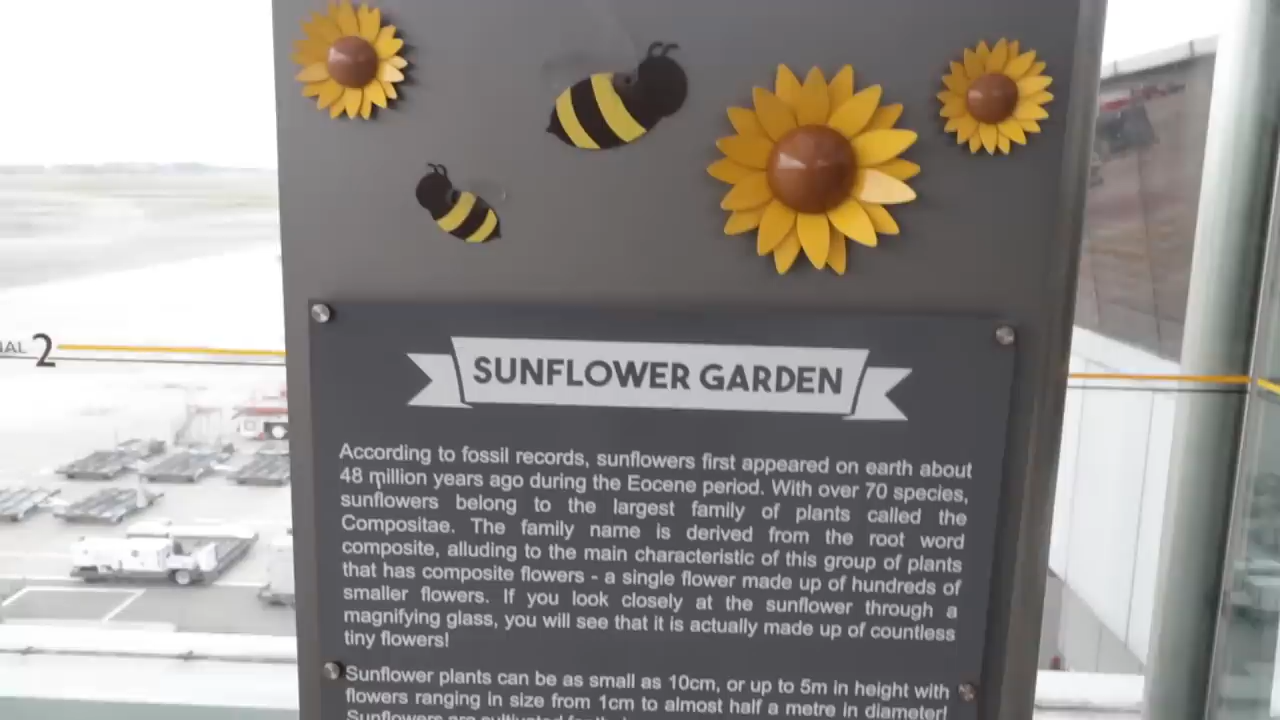 2
SUNFLOWER GARDEN
According to fossil records, sunflowers first appeared on earth about
48 million years ago during the Eocene period. With over 70 species,
sunflowers belong to the largest family of plants called the
Compositae. The family name is derived from the root word
composite, alluding to the main characteristic of this group of plants
that has composite flowers - a single flower made up of hundreds of
smaller flowers. If you look closely at the sunflower through a
magnifying glass, you will see that it is actually made up of countless
tiny flowers!
Sunflower plants can be as small as 10cm, or up to 5m in height with
flowers ranging in size from 1cm to almost half a metre in diameter!
Sunflowers are cultivated for